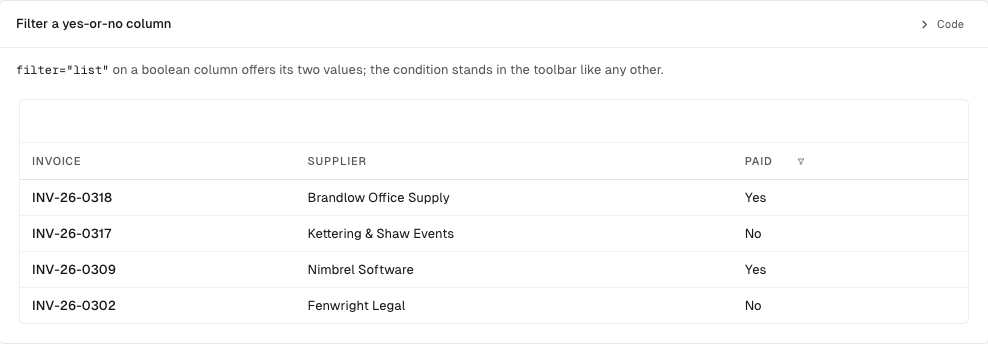 Filter a yes-or-no column
Code
filter="list" on a boolean column offers its two values; the condition stands in the toolbar like any other.
INVOICE SUPPLIER PAID
INV-26-0318 Brandlow Office Supply Yes
INV-26-0317 Kettering & Shaw Events No
INV-26-0309 Nimbrel Software Yes
INV-26-0302 Fenwright Legal No